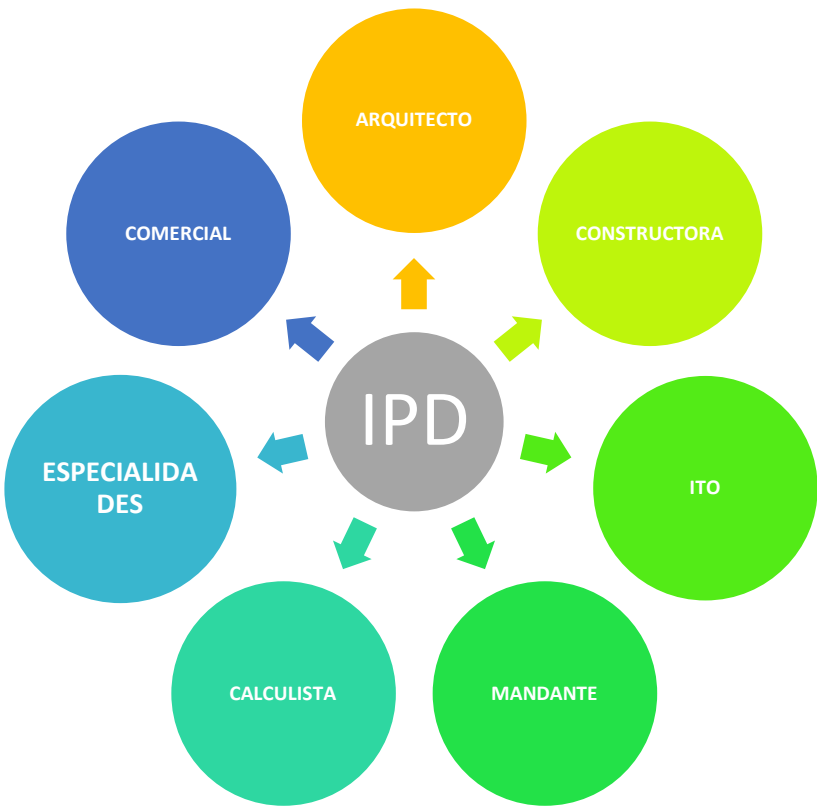 ARQUITECTO
COMERCIAL
CONSTRUCTORA
IPD
ESPECIALIDA
DES
ITO
CALCULISTA
MANDANTE